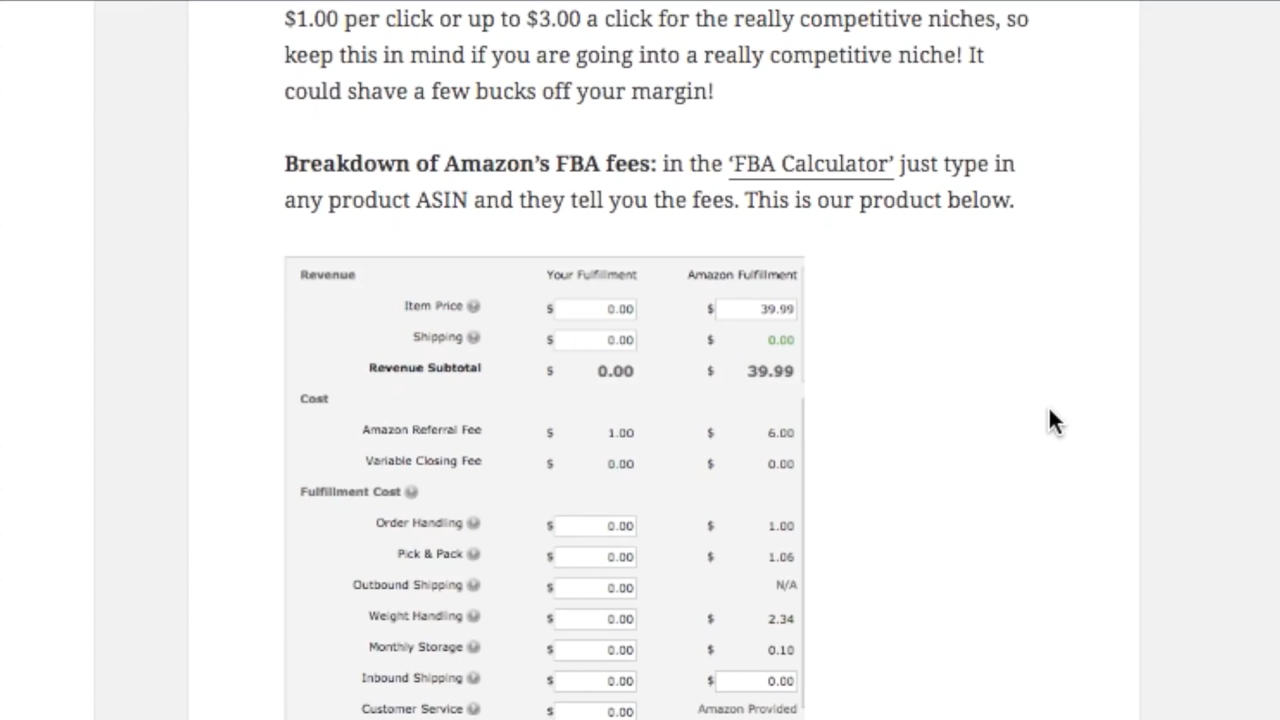 $1.00 per click or up to $3.00 a click for the really competitive niches, so
keep this in mind if you are going into a really competitive niche! It
could shave a few bucks off your margin!
Breakdown of Amazon’s FBA fees: in the ‘FBA Calculator’ just type in
any product ASIN and they tell you the fees. This is our product below.
Revenue Your Fulfillment Amazon Fulfillment
Item Price $ 0.00 $ 39.99
Shipping $ 0.00 $ 0.00
Revenue Subtotal $ 0.00 $ 39.99
Cost
Amazon Referral Fee $ 1.00 $ 6.00
Variable Closing Fee $ 0.00 $ 0.00
Fulfillment Cost
Order Handling $ 0.00 $ 1.00
Pick & Pack $ 0.00 $ 1.06
Outbound Shipping $ 0.00 N/A
Weight Handling $ 0.00 $ 2.34
Monthly Storage $ 0.00 $ 0.10
Inbound Shipping $ 0.00 $ 0.00
Customer Service $ 0.00 Amazon Provided